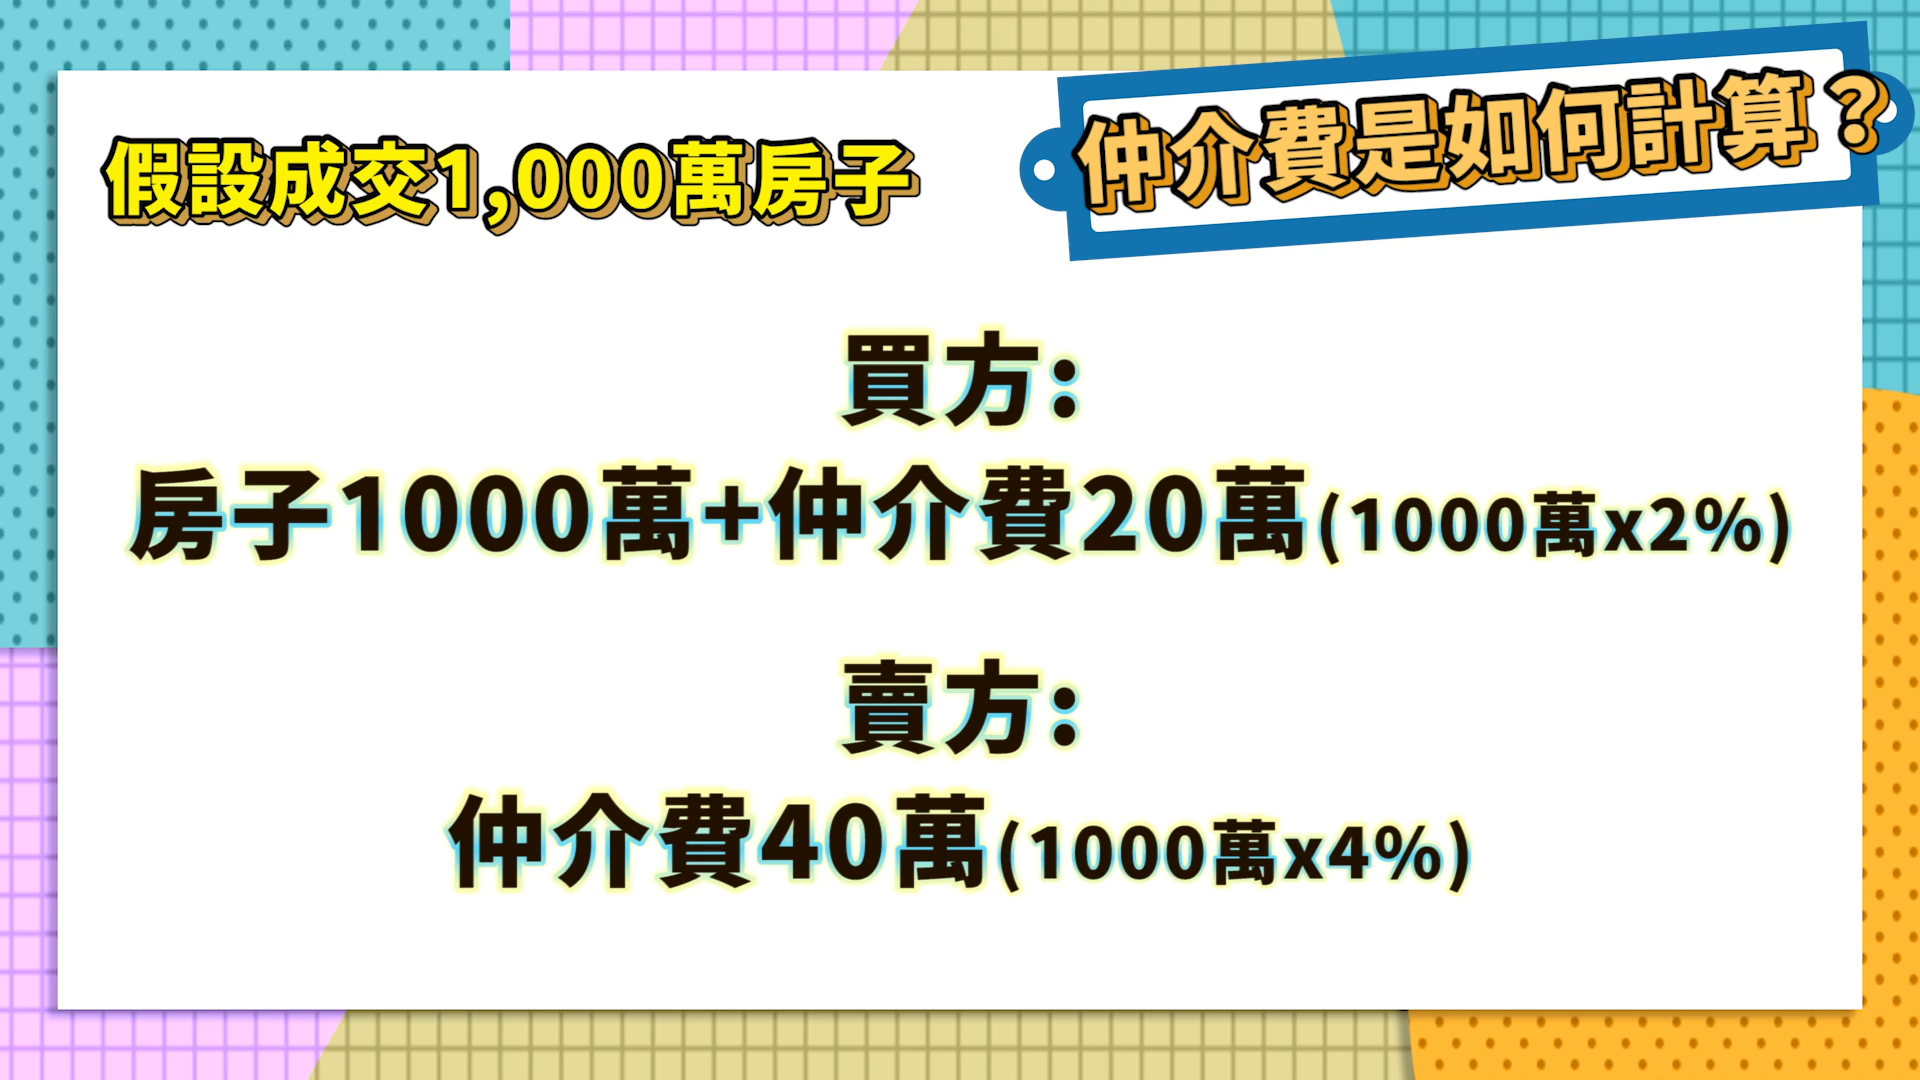 仲介費是如何計算？
假設成交1,000萬房子
買方:
房子1000萬+仲介費20萬(1000萬x2%)
賣方:
仲介費40萬(1000萬x4%)